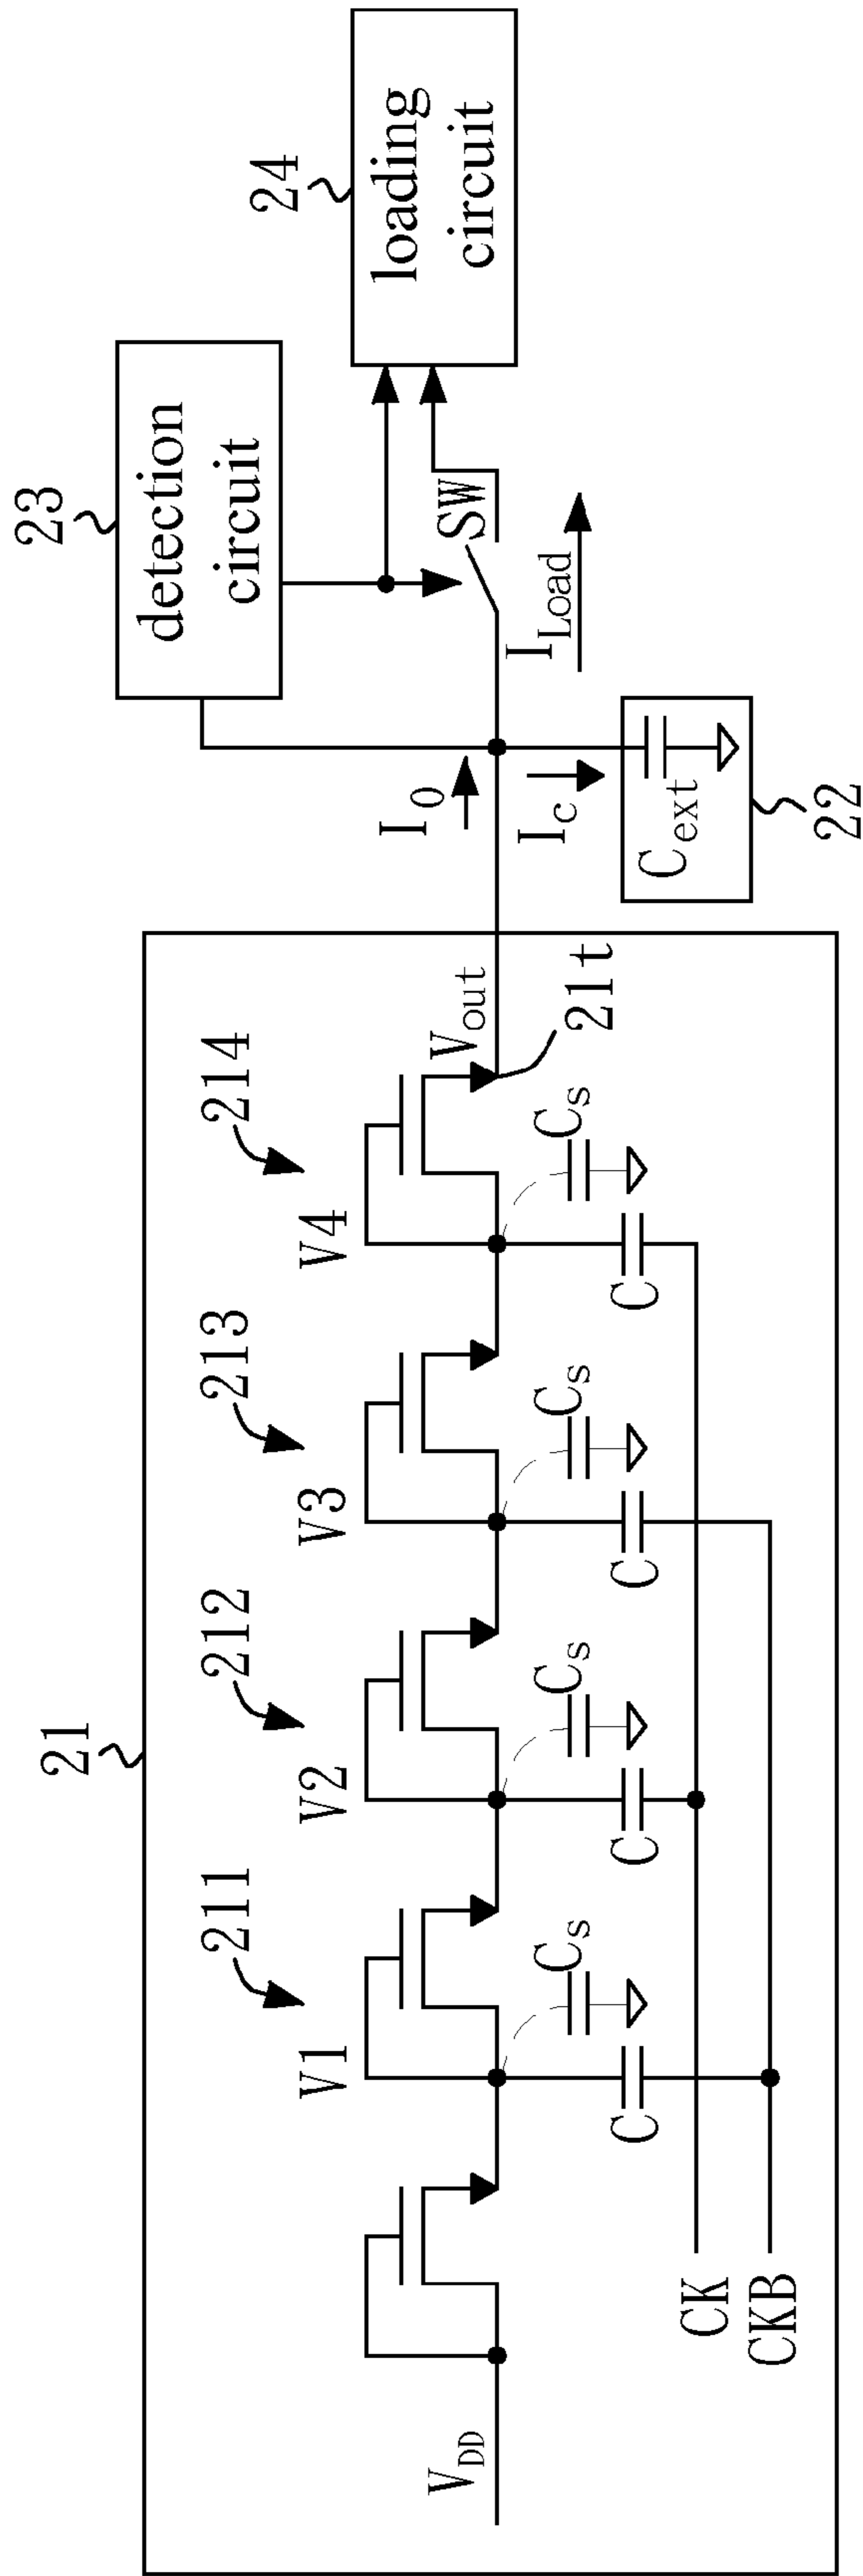 21
211
212
213
214
V1
V2
V3
V4
V_DD
V_out
21t
C_s
C_s
C_s
C_s
C
C
C
C
CK
CKB
I_0
I_c
C_ext
22
23
detection
circuit
SW
I_Load
24
loading
circuit